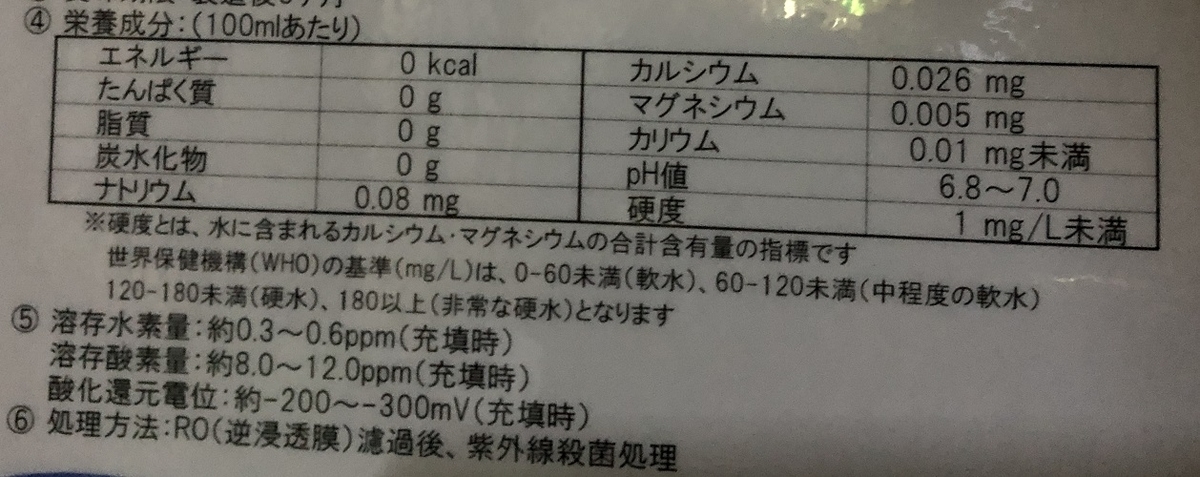 ④ 栄養成分:(100mlあたり)
エネルギー 0 kcal カルシウム 0.026 mg
たんぱく質 0 g マグネシウム 0.005 mg
脂質 0 g カリウム 0.01 mg未満
炭水化物 0 g pH値 6.8～7.0
ナトリウム 0.08 mg 硬度 1 mg/L未満
※硬度とは、水に含まれるカルシウム・マグネシウムの合計含有量の指標です
世界保健機構(WHO)の基準(mg/L)は、0-60未満(軟水)、60-120未満(中程度の軟水)
120-180未満(硬水)、180以上(非常な硬水)となります
⑤ 溶存水素量:約0.3～0.6ppm(充填時)
溶存酸素量:約8.0～12.0ppm(充填時)
酸化還元電位:約-200～-300mV(充填時)
⑥ 処理方法:RO(逆浸透膜)濾過後、紫外線殺菌処理